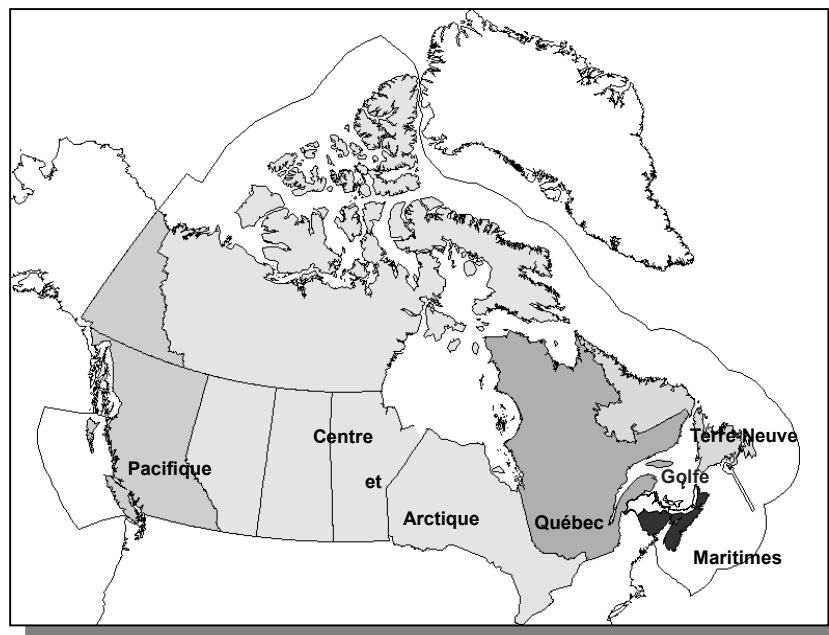 Centre
Terre-Neuve
Pacifique
et
Golfe
Arctique
Québec
Maritimes